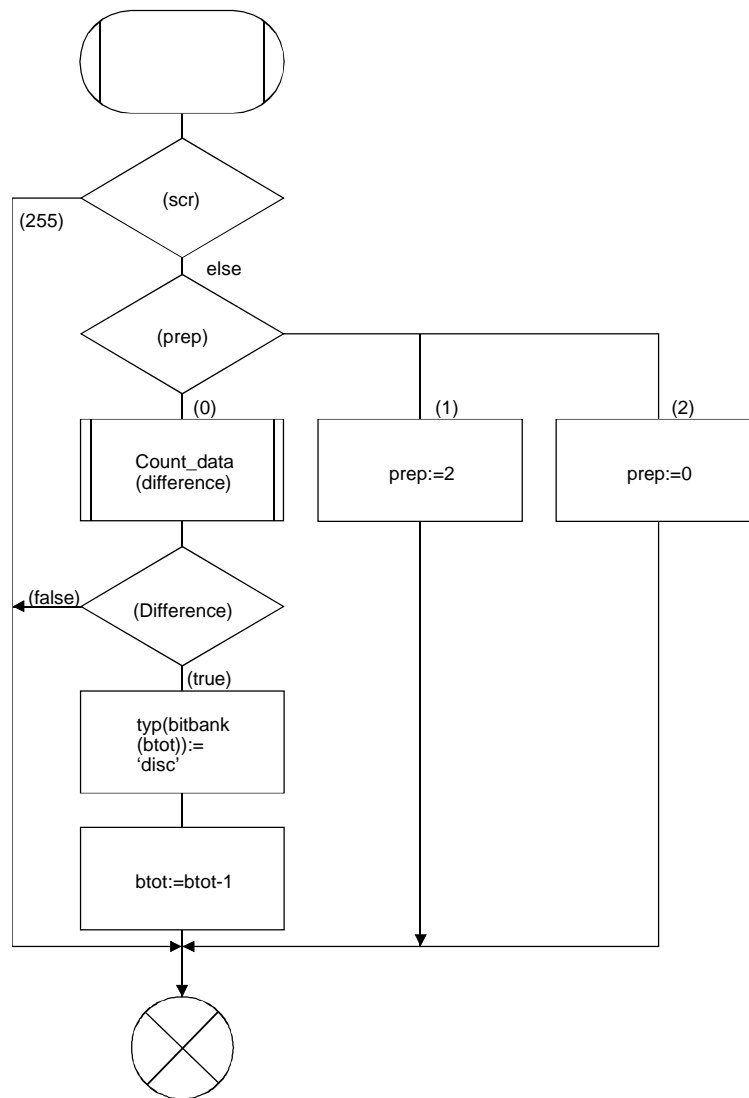 (scr)
(255)
else
(prep)
(0)
(1)
(2)
Count_data
(difference)
prep:=2
prep:=0
(false)
(Difference)
(true)
typ(bitbank
(btot)):=
‘disc’
btot:=btot-1